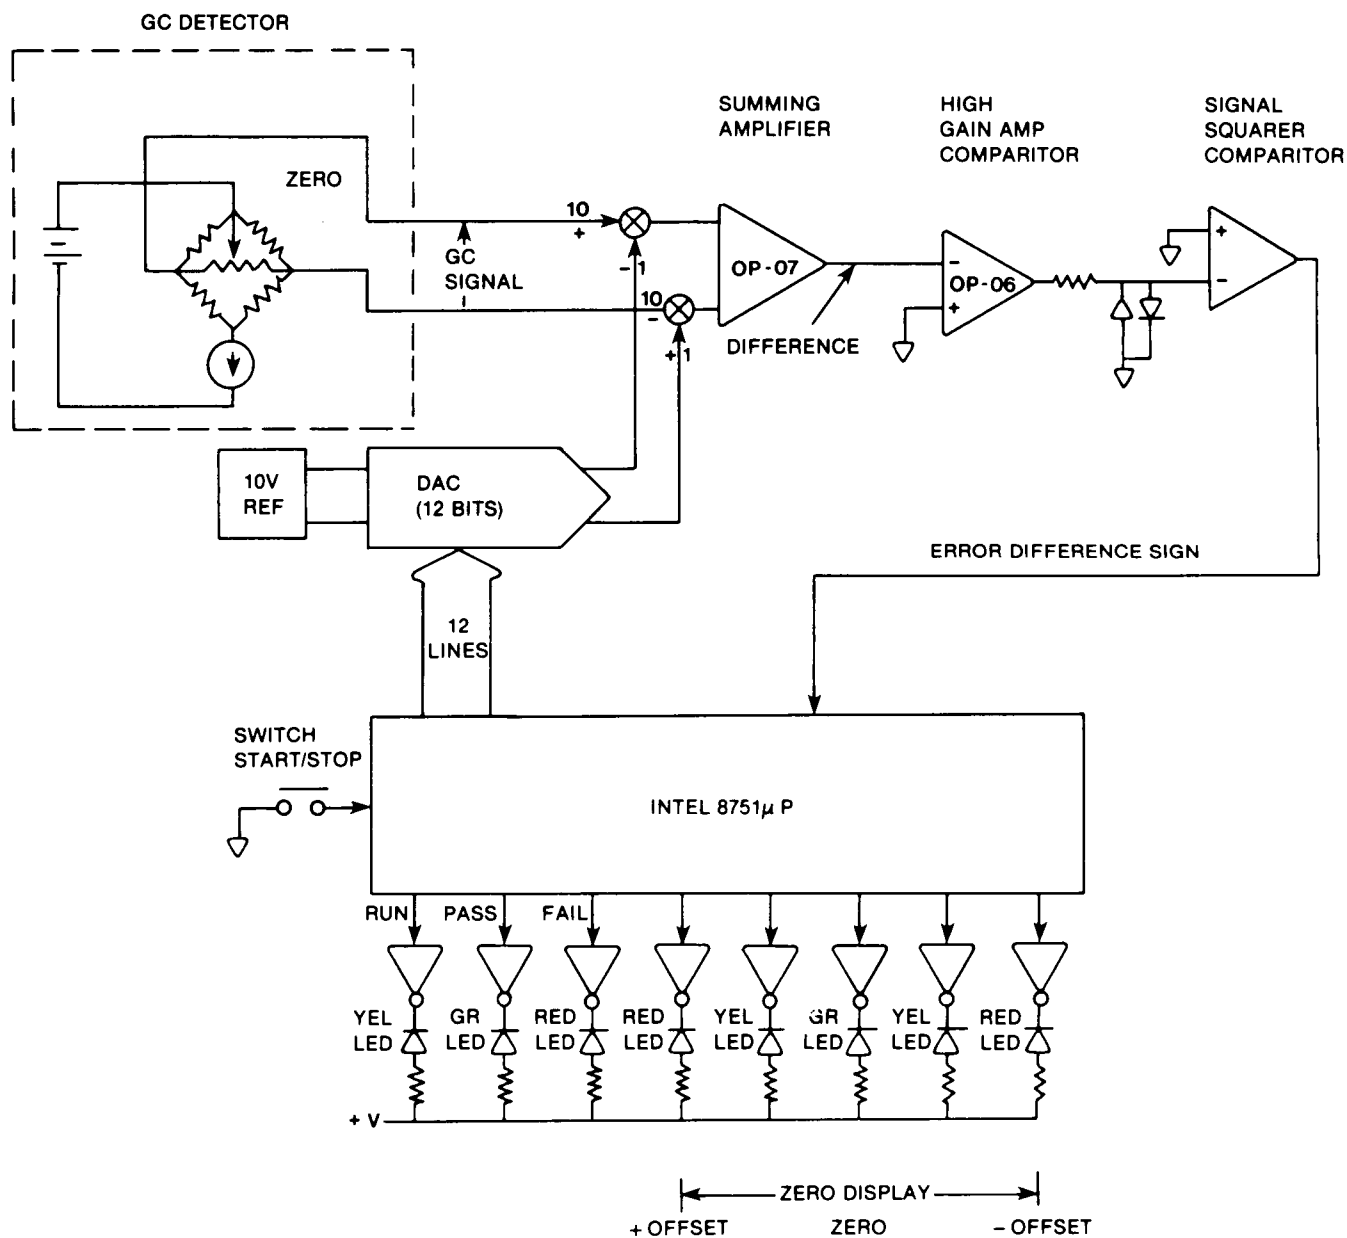 GC DETECTOR
SUMMING
AMPLIFIER
HIGH
GAIN AMP
COMPARITOR
SIGNAL
SQUARER
COMPARITOR
ZERO
10
+
GC
SIGNAL
-
- 1
10
-
+ 1
OP-07
DIFFERENCE
-
OP-06
+
+
-
10V
REF
DAC
(12 BITS)
ERROR DIFFERENCE SIGN
12
LINES
SWITCH
START/STOP
INTEL 8751μ P
RUN
PASS
FAIL
YEL
LED
GR
LED
RED
LED
RED
LED
YEL
LED
GR
LED
YEL
LED
RED
LED
+ V
ZERO DISPLAY
+ OFFSET
ZERO
- OFFSET